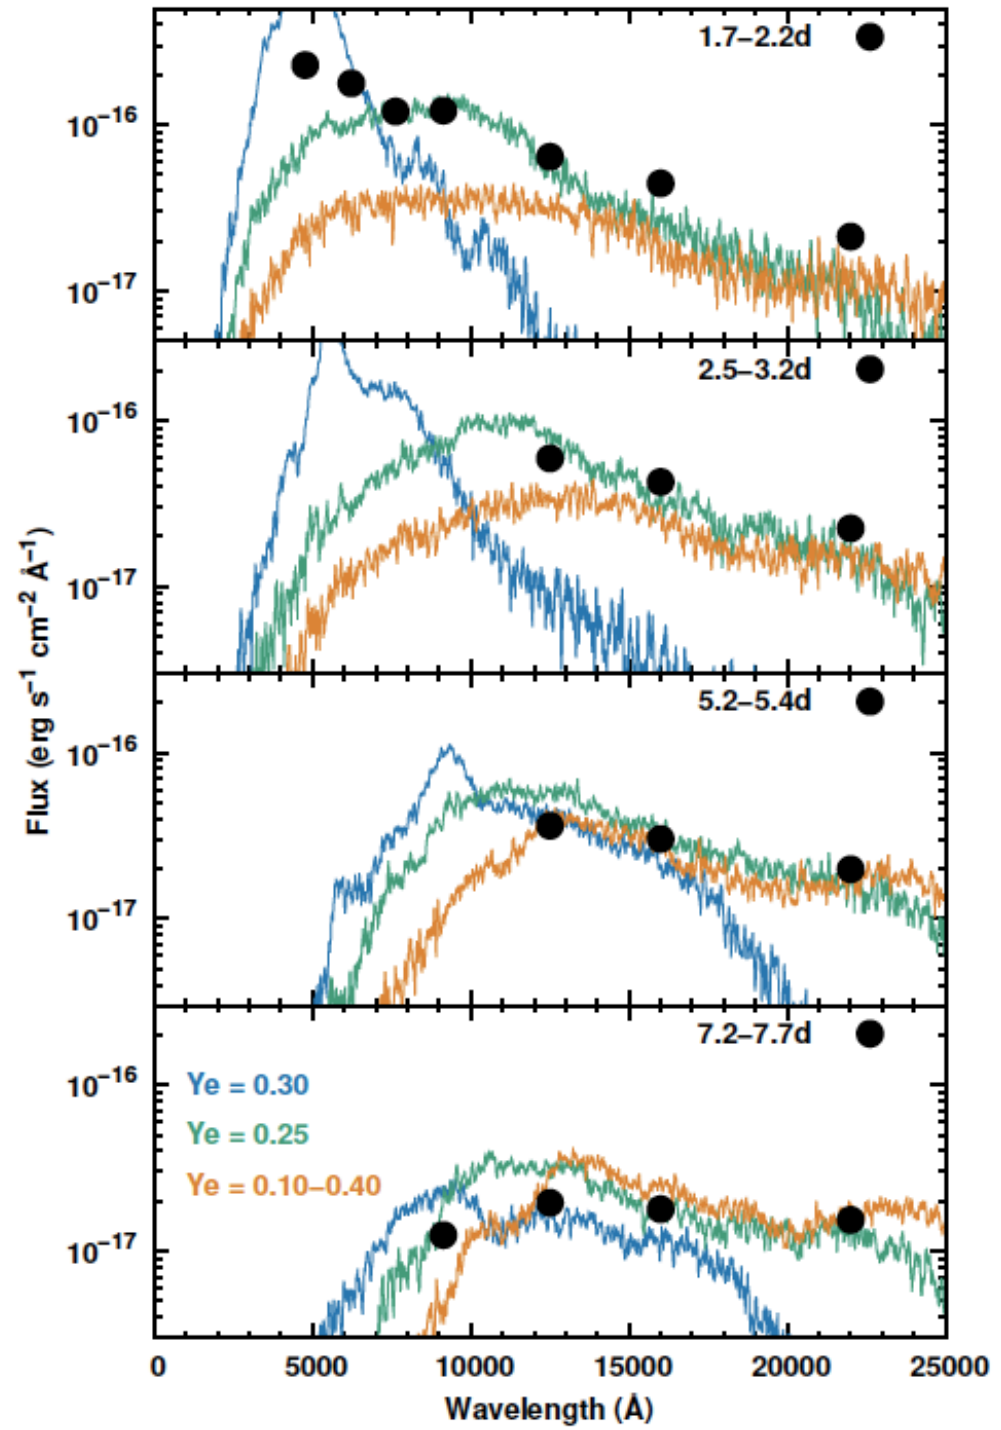 1.7−2.2d
10−16
10−17
2.5−3.2d
10−16
10−17
5.2−5.4d
10−16
10−17
7.2−7.7d
10−16
10−17
Ye = 0.30
Ye = 0.25
Ye = 0.10−0.40
Flux (erg s−1 cm−2 Å−1)
0 5000 10000 15000 20000 25000
Wavelength (Å)